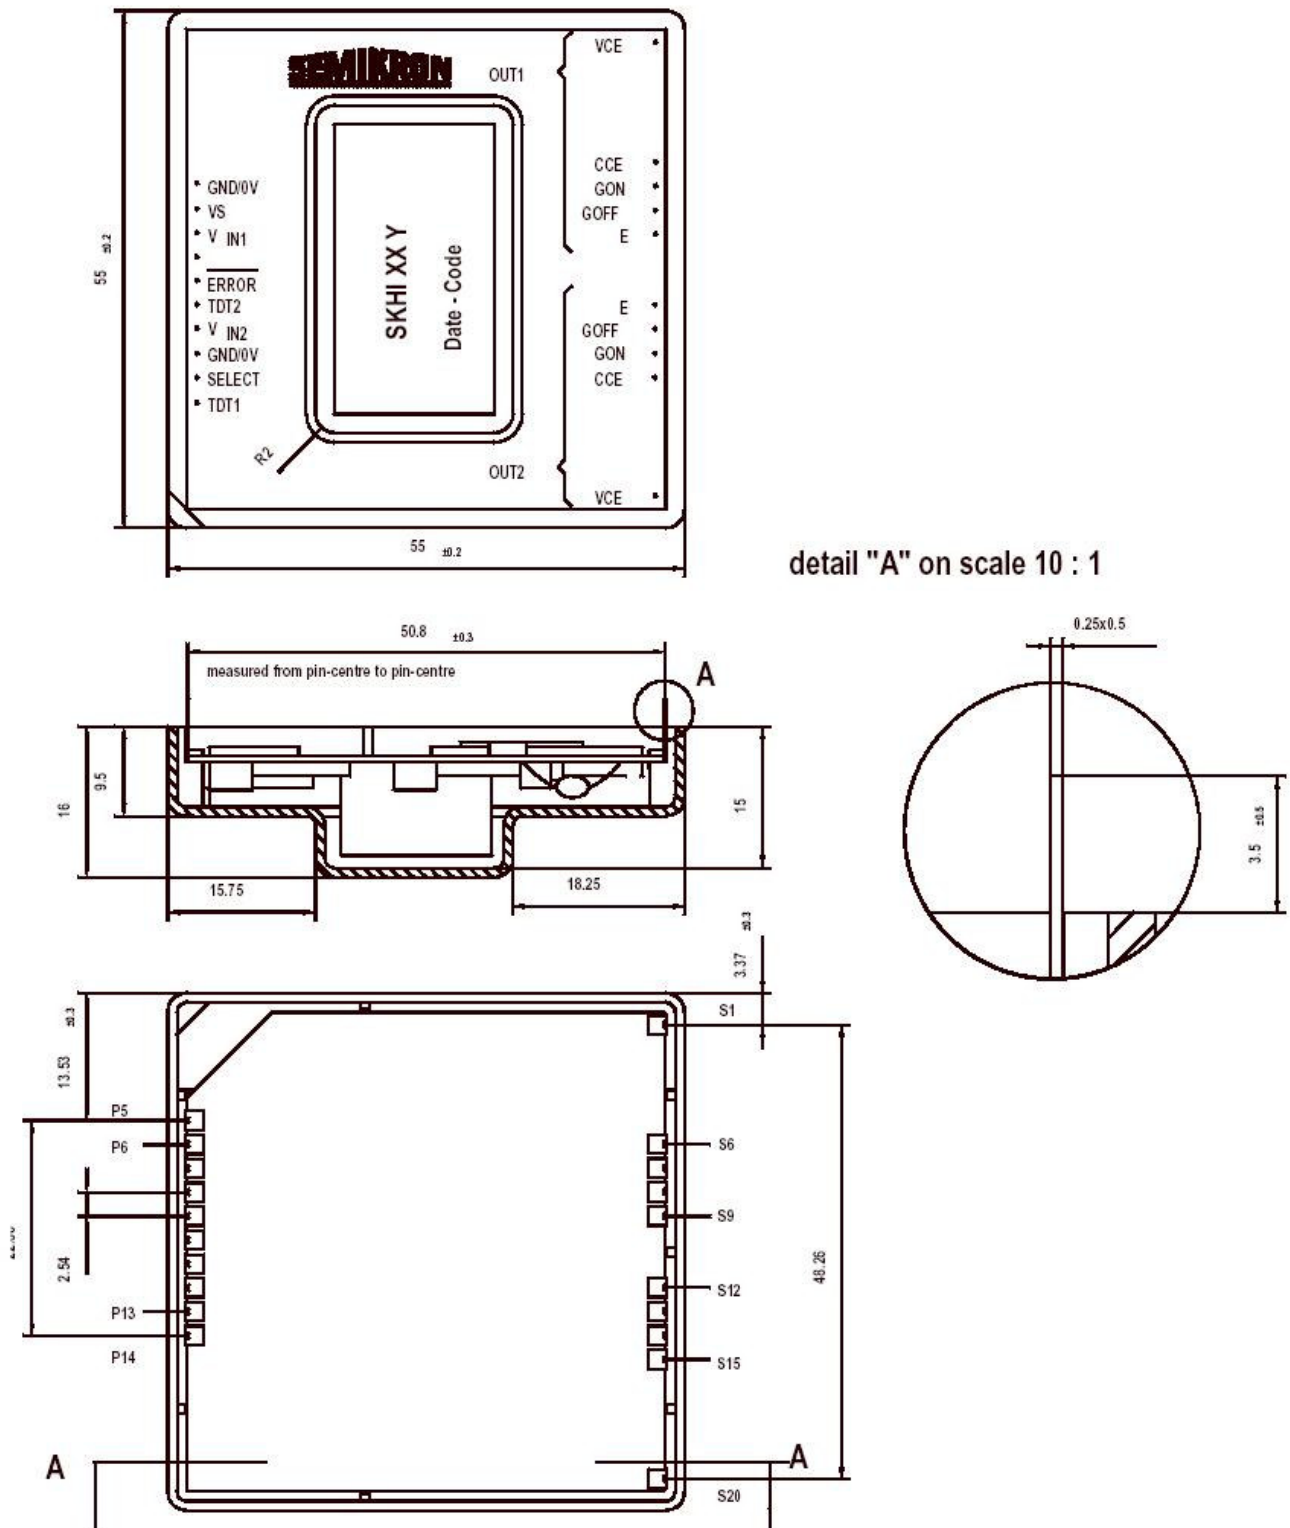 SEMIKRON
OUT1
VCE
CCE
GON
GOFF
E
GND/0V
VS
V IN1
ERROR
TDT2
V IN2
GND/0V
SELECT
TDT1
SKHI XX Y
Date - Code
R2
E
GOFF
GON
CCE
OUT2
VCE
55 ±0.2
55 ±0.2
detail "A" on scale 10 : 1
50.8 ±0.3
measured from pin-centre to pin-centre
A
0.25x0.5
16
9.5
15
3.5 ±0.5
15.75
18.25
3.37 ±0.3
13.53 ±0.3
S1
P5
P6
S6
S9
2.54
48.26
S12
P13
P14
S15
A
A
S20